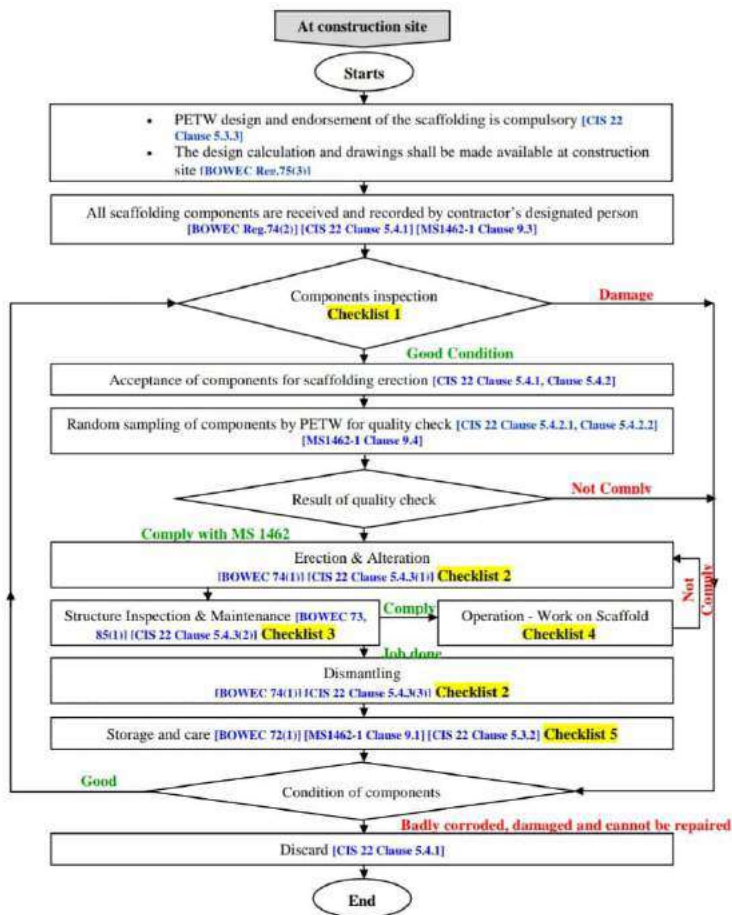 At construction site
Starts
• PETW design and endorsement of the scaffolding is compulsory [CIS 22
Clause 5.3.3]
• The design calculation and drawings shall be made available at construction
site [BOWEC Reg.75(3)]
All scaffolding components are received and recorded by contractor's designated person
[BOWEC Reg.74(2)] [CIS 22 Clause 5.4.1] [MS1462-1 Clause 9.3]
Components inspection
Checklist 1
Damage
Good Condition
Acceptance of components for scaffolding erection [CIS 22 Clause 5.4.1, Clause 5.4.2]
Random sampling of components by PETW for quality check [CIS 22 Clause 5.4.2.1, Clause 5.4.2.2]
[MS1462-1 Clause 9.4]
Result of quality check
Not Comply
Comply with MS 1462
Erection & Alteration
[BOWEC 74(1)] [CIS 22 Clause 5.4.3(1)] Checklist 2
Not
Comply
Structure Inspection & Maintenance [BOWEC 73,
85(1)] [CIS 22 Clause 5.4.3(2)] Checklist 3
Comply
Operation - Work on Scaffold
Checklist 4
Job done
Dismantling
[BOWEC 74(1)] [CIS 22 Clause 5.4.3(3)] Checklist 2
Storage and care [BOWEC 72(1)] [MS1462-1 Clause 9.1] [CIS 22 Clause 5.3.2] Checklist 5
Good
Condition of components
Badly corroded, damaged and cannot be repaired
Discard [CIS 22 Clause 5.4.1]
End